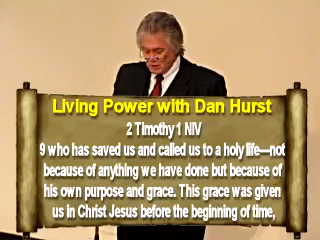 Living Power with Dan Hurst
2 Timothy 1 NIV
9 who has saved us and called us to a holy life—not
because of anything we have done but because of
his own purpose and grace. This grace was given
us in Christ Jesus before the beginning of time,